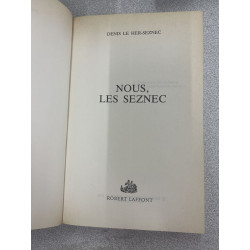 DENIS LE HER-SEZNEC
NOUS,
LES SEZNEC
ROBERT LAFFONT